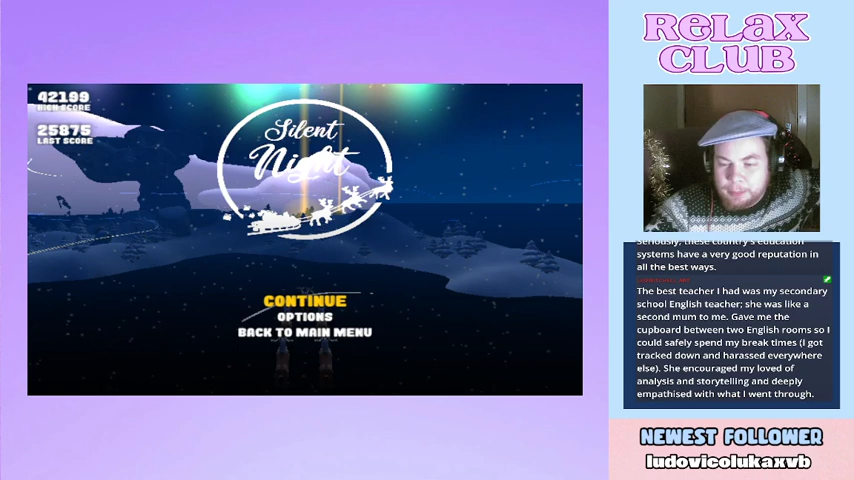 RELAX
CLUB
42199
HIGH SCORE
25875
LAST SCORE
Silent
Night
CONTINUE
OPTIONS
BACK TO MAIN MENU
Seriously, these country's education
systems have a very good reputation in
all the best ways.
The best teacher I had was my secondary
school English teacher; she was like a
second mum to me. Gave me the
cupboard between two English rooms so I
could safely spend my break times (I got
tracked down and harassed everywhere
else). She encouraged my loved of
analysis and storytelling and deeply
empathised with what I went through.
NEWEST FOLLOWER
ludovicolukaxvb